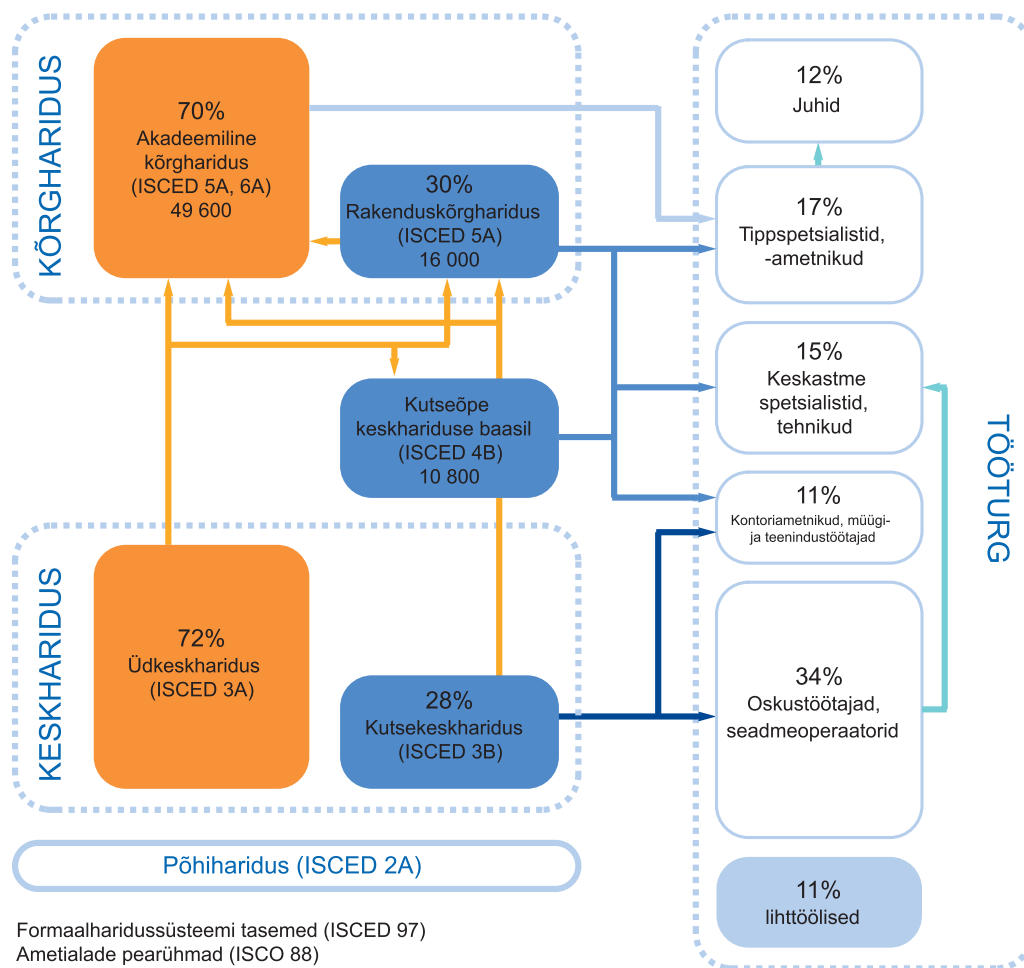 KÕRGHARIDUS
70%
Akadeemiline
kõrgharidus
(ISCED 5A, 6A)
49 600
30%
Rakenduskõrgharidus
(ISCED 5A)
16 000
Kutseõpe
keskhariduse baasil
(ISCED 4B)
10 800
KESKHARIDUS
72%
Üdkeskharidus
(ISCED 3A)
28%
Kutsekeskharidus
(ISCED 3B)
Põhiharidus (ISCED 2A)
TÖÖTURG
12%
Juhid
17%
Tippspetsialistid,
-ametnikud
15%
Keskastme
spetsialistid,
tehnikud
11%
Kontoriametnikud, müügi-
ja teenindustöötajad
34%
Oskustöötajad,
seadmeoperaatorid
11%
lihttöölised
Formaalharidussüsteemi tasemed (ISCED 97)
Ametialade pearühmad (ISCO 88)